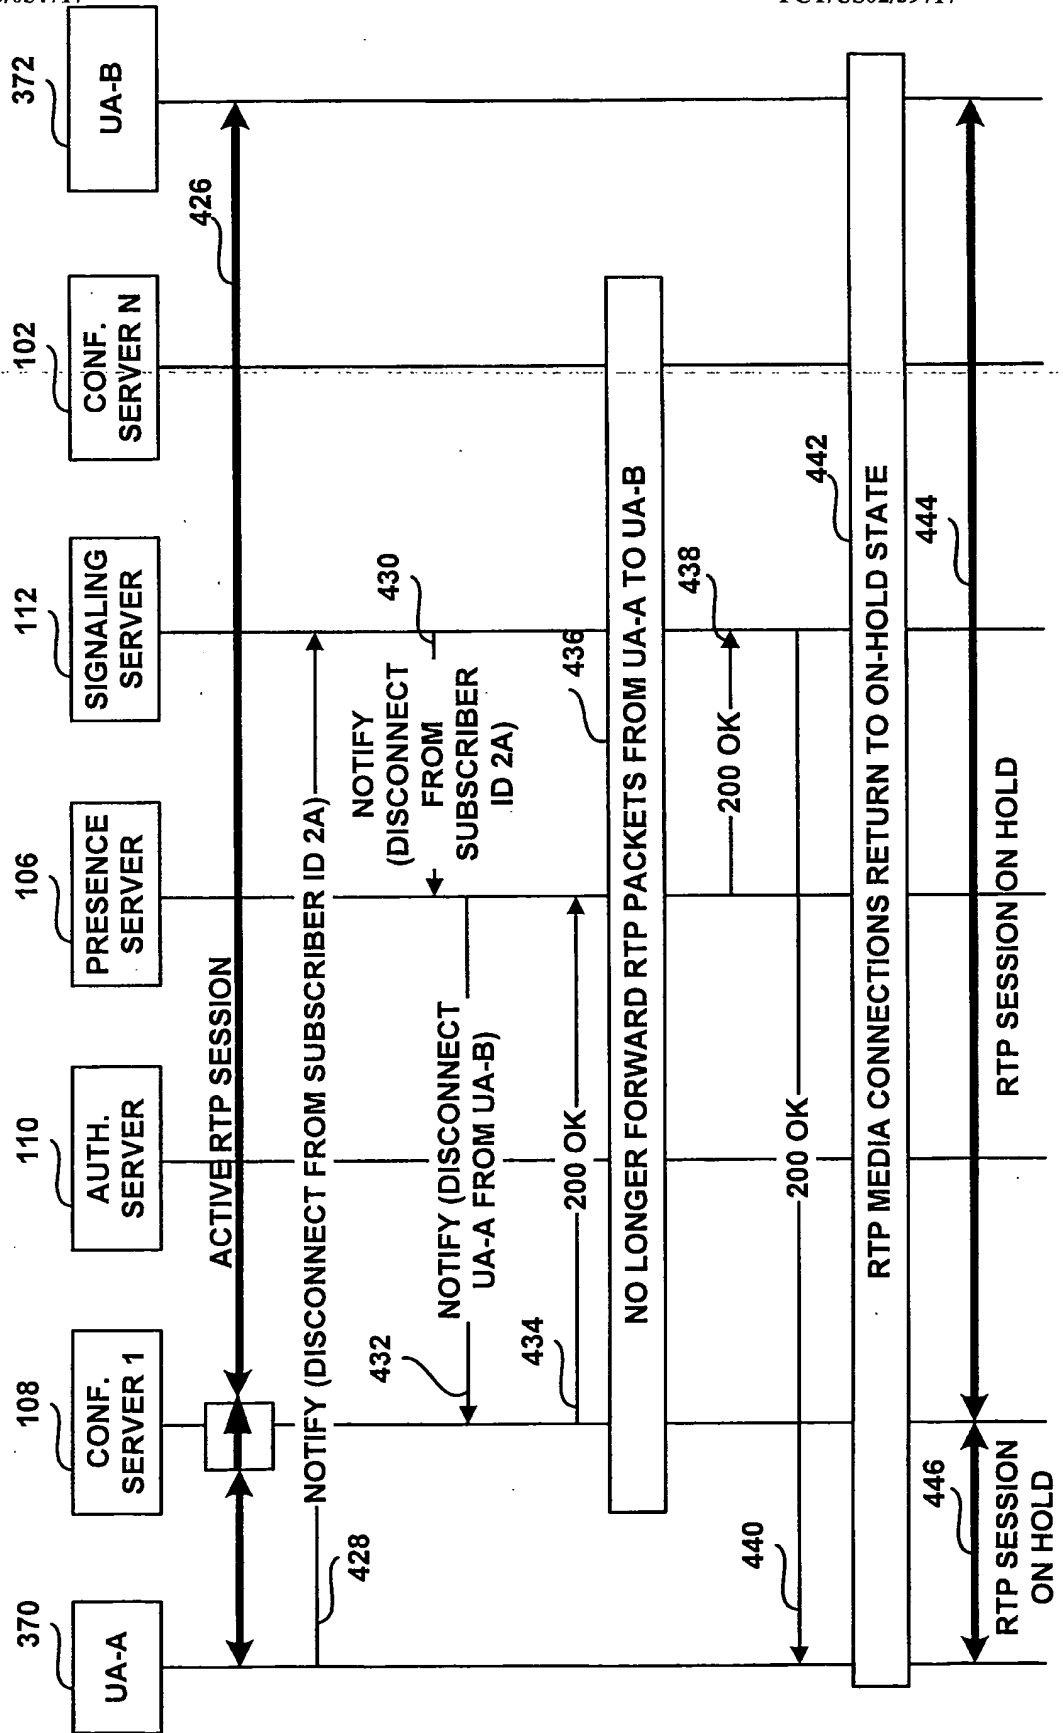 370
UA-A
108
CONF.
SERVER 1
110
AUTH.
SERVER
106
PRESENCE
SERVER
112
SIGNALING
SERVER
102
CONF.
SERVER N
372
UA-B
ACTIVE RTP SESSION
426
NOTIFY (DISCONNECT FROM SUBSCRIBER ID 2A)
428
NOTIFY
(DISCONNECT
FROM
SUBSCRIBER
ID 2A)
430
432
NOTIFY (DISCONNECT
UA-A FROM UA-B)
434
200 OK
436
NO LONGER FORWARD RTP PACKETS FROM UA-A TO UA-B
200 OK
438
440
200 OK
442
RTP MEDIA CONNECTIONS RETURN TO ON-HOLD STATE
444
446
RTP SESSION
ON HOLD
RTP SESSION ON HOLD